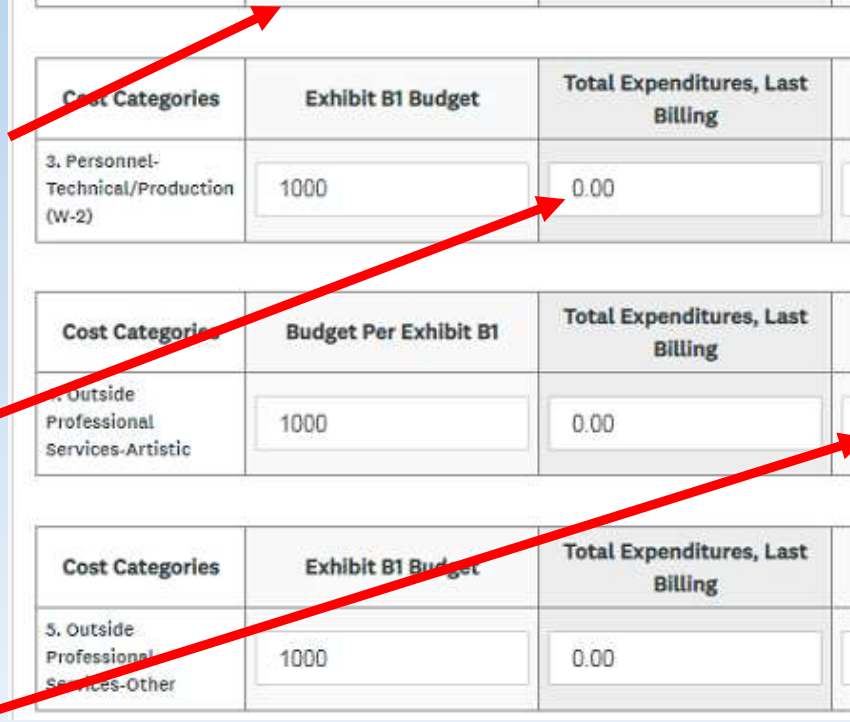 Cost Categories
Exhibit B1 Budget
Total Expenditures, Last
Billing
3. Personnel-
Technical/Production
(W-2)
1000
0.00
Cost Categories
Budget Per Exhibit B1
Total Expenditures, Last
Billing
Outside
Professional
Services-Artistic
1000
0.00
Cost Categories
Exhibit B1 Budget
Total Expenditures, Last
Billing
5. Outside
Professional
Services-Other
1000
0.00